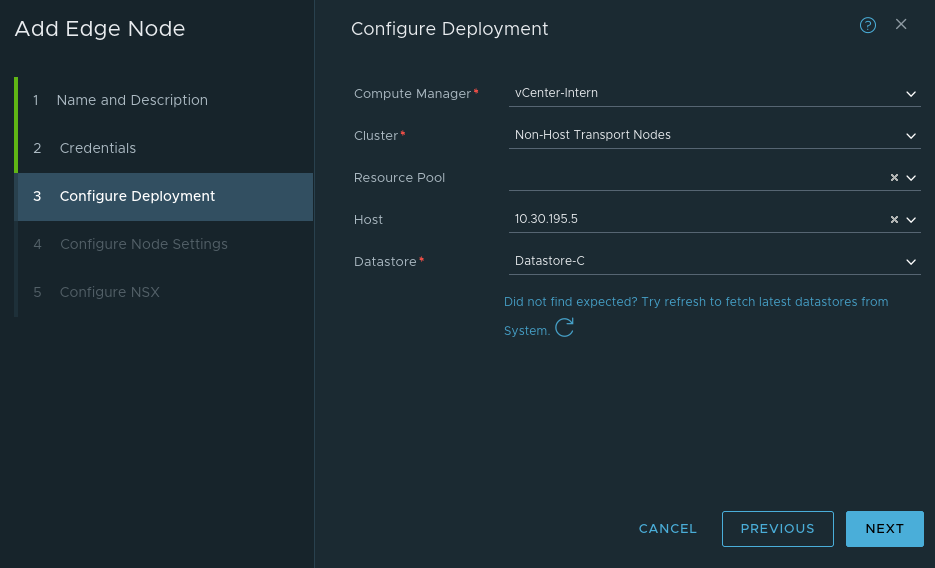 Add Edge Node
1 Name and Description
2 Credentials
3 Configure Deployment
4 Configure Node Settings
5 Configure NSX
Configure Deployment
?
Compute Manager* vCenter-Intern
Cluster* Non-Host Transport Nodes
Resource Pool
Host 10.30.195.5
Datastore* Datastore-C
Did not find expected? Try refresh to fetch latest datastores from
System.
CANCEL PREVIOUS NEXT